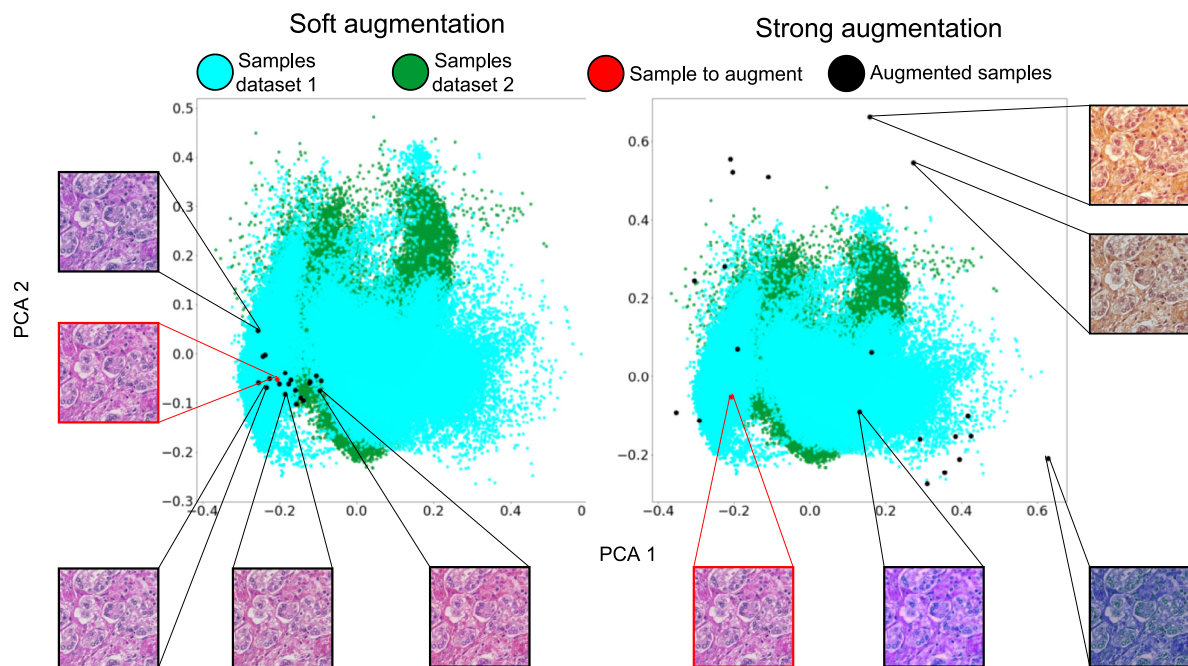 Soft augmentation
Strong augmentation
Samples
dataset 1
Samples
dataset 2
Sample to augment
Augmented samples
0.5
0.4
0.3
0.2
0.1
0.0
−0.1
−0.2
−0.3
−0.4
−0.2
0.0
0.2
0.4
0
PCA 2
0.6
0.4
0.2
0.0
−0.2
−0.4
−0.2
0.0
0.2
0.4
0.6
PCA 1